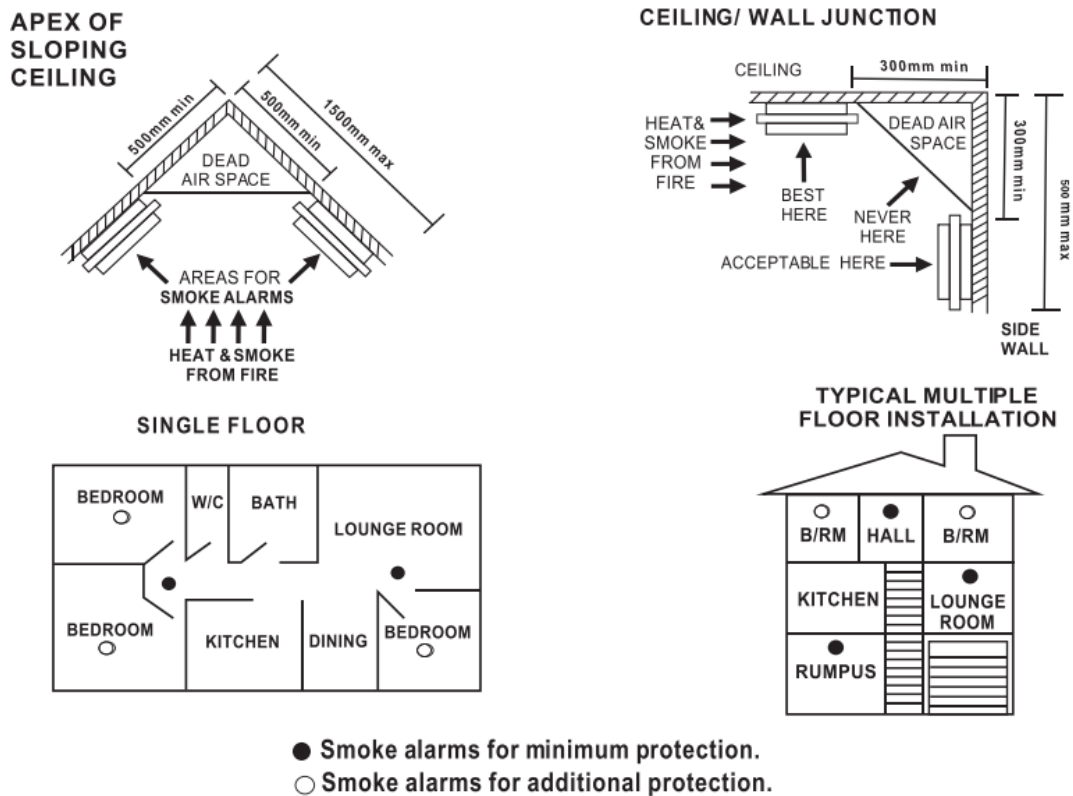 APEX OF
SLOPING
CEILING
500mm min
500mm min
1500mm max
DEAD
AIR SPACE
AREAS FOR
SMOKE ALARMS
HEAT & SMOKE
FROM FIRE
CEILING/ WALL JUNCTION
CEILING
300mm min
HEAT&
SMOKE
FROM
FIRE
DEAD AIR
SPACE
300mm min
500 mm max
BEST
HERE
NEVER
HERE
ACCEPTABLE HERE
SIDE
WALL
SINGLE FLOOR
BEDROOM
W/C
BATH
LOUNGE ROOM
BEDROOM
KITCHEN
DINING
BEDROOM
TYPICAL MULTIPLE
FLOOR INSTALLATION
B/RM
HALL
B/RM
KITCHEN
LOUNGE
ROOM
RUMPUS
Smoke alarms for minimum protection.
Smoke alarms for additional protection.